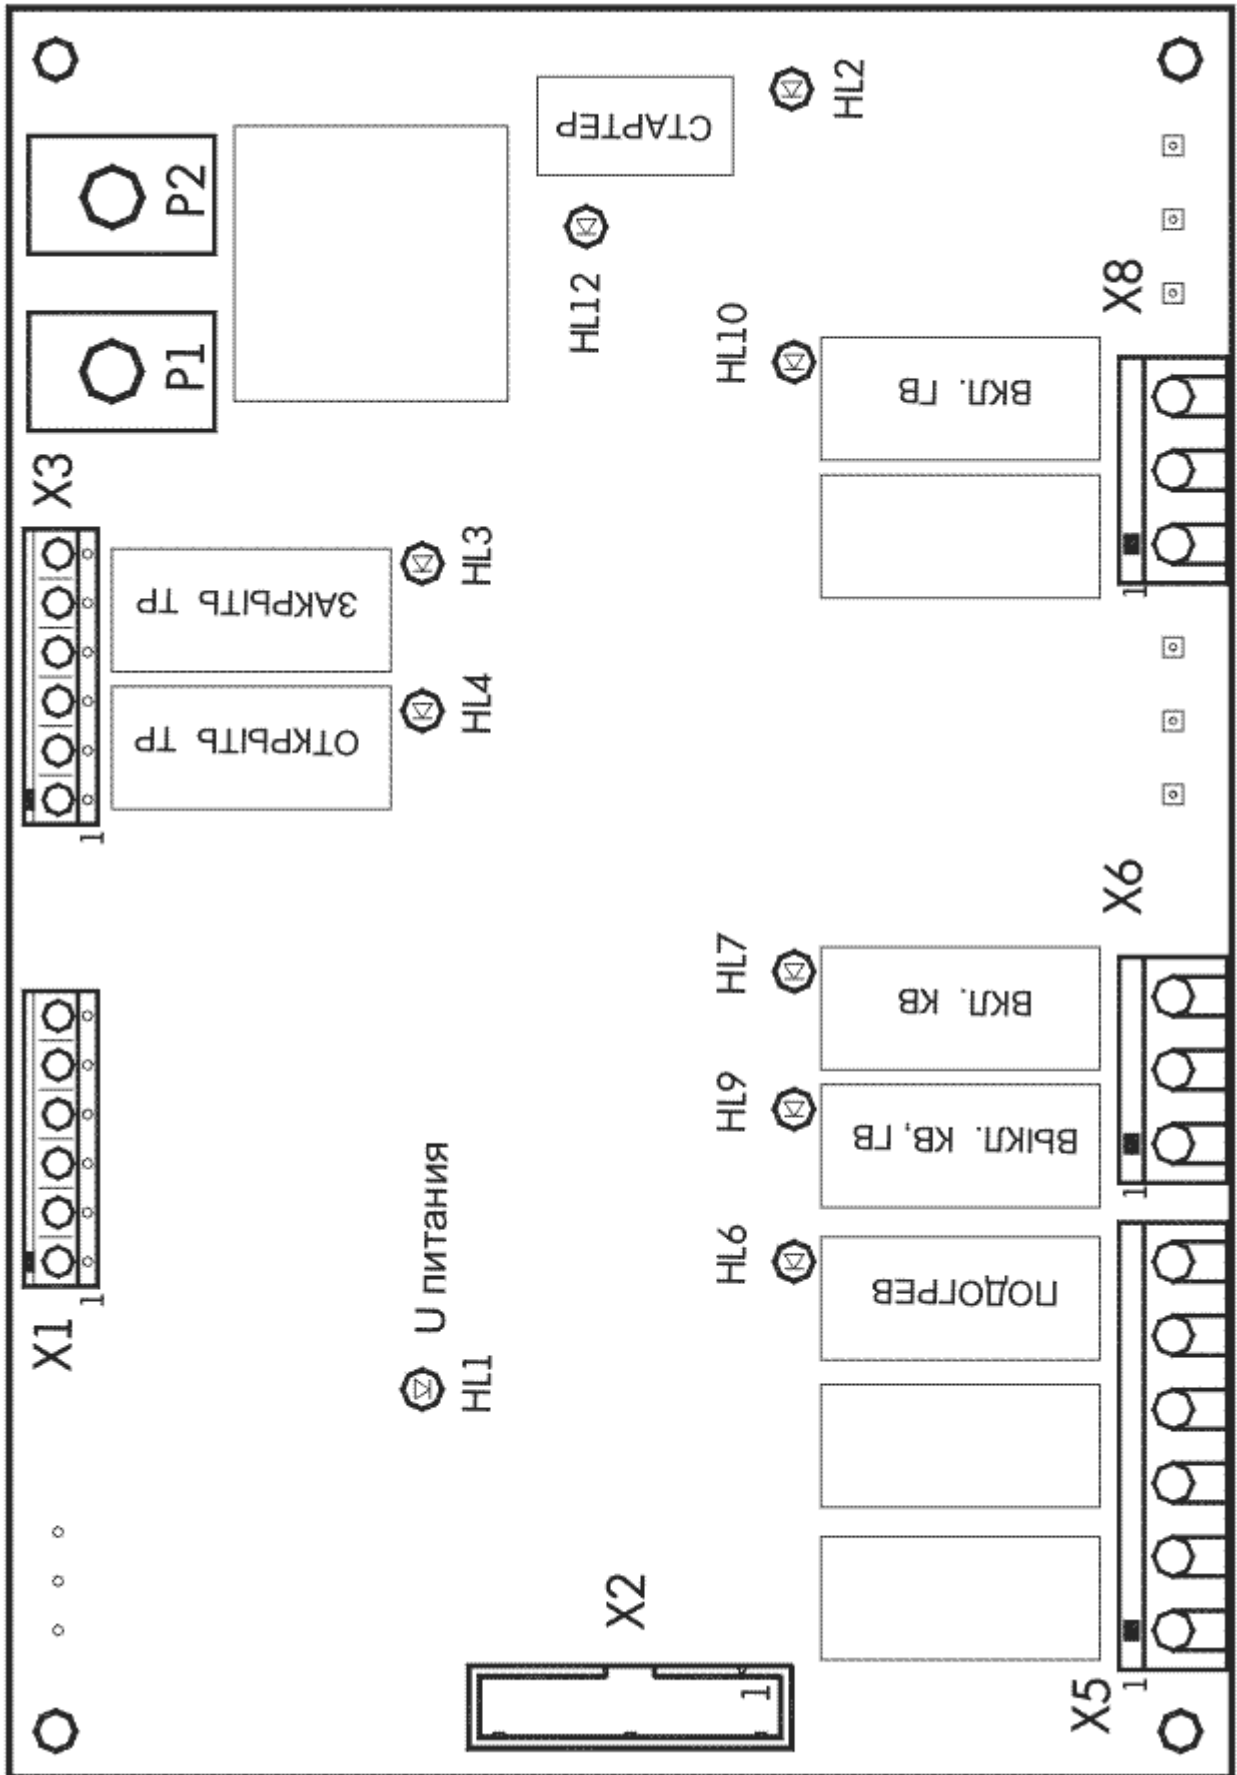 HL2
СТАРТЕР
P2
HL12
X8
HL10
P1
ВКЛ. ГВ
X3
HL3
ЗАКРЫТЬ ТР
1
HL4
ОТКРЫТЬ ТР
1
X6
HL7
ВКЛ. КВ
HL9
ВЫКЛ. КВ, ГВ
1
U питания
HL6
ПОДОГРЕВ
1
X1
HL1
X2
1
X5
1